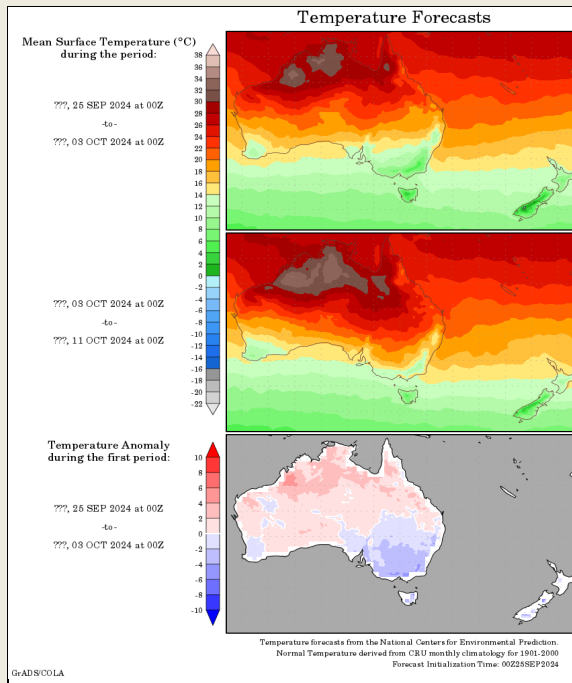 Temperature Forecasts
Mean Surface Temperature (°C)
during the period:
???, 25 SEP 2024 at 00Z
-to-
???, 03 OCT 2024 at 00Z
38
36
34
32
30
28
26
24
22
20
18
16
14
12
10
8
6
4
2
0
-2
-4
-6
-8
-10
-12
-14
-16
-18
-20
-22
???, 03 OCT 2024 at 00Z
-to-
???, 11 OCT 2024 at 00Z
Temperature Anomaly
during the first period:
???, 25 SEP 2024 at 00Z
-to-
???, 03 OCT 2024 at 00Z
10
8
6
4
2
0
-2
-4
-6
-8
-10
Temperature forecasts from the National Centers for Environmental Prediction.
Normal Temperature derived from CRU monthly climatology for 1901-2000
Forecast Initialization Time: 00Z25SEP2024
GrADS/COLA